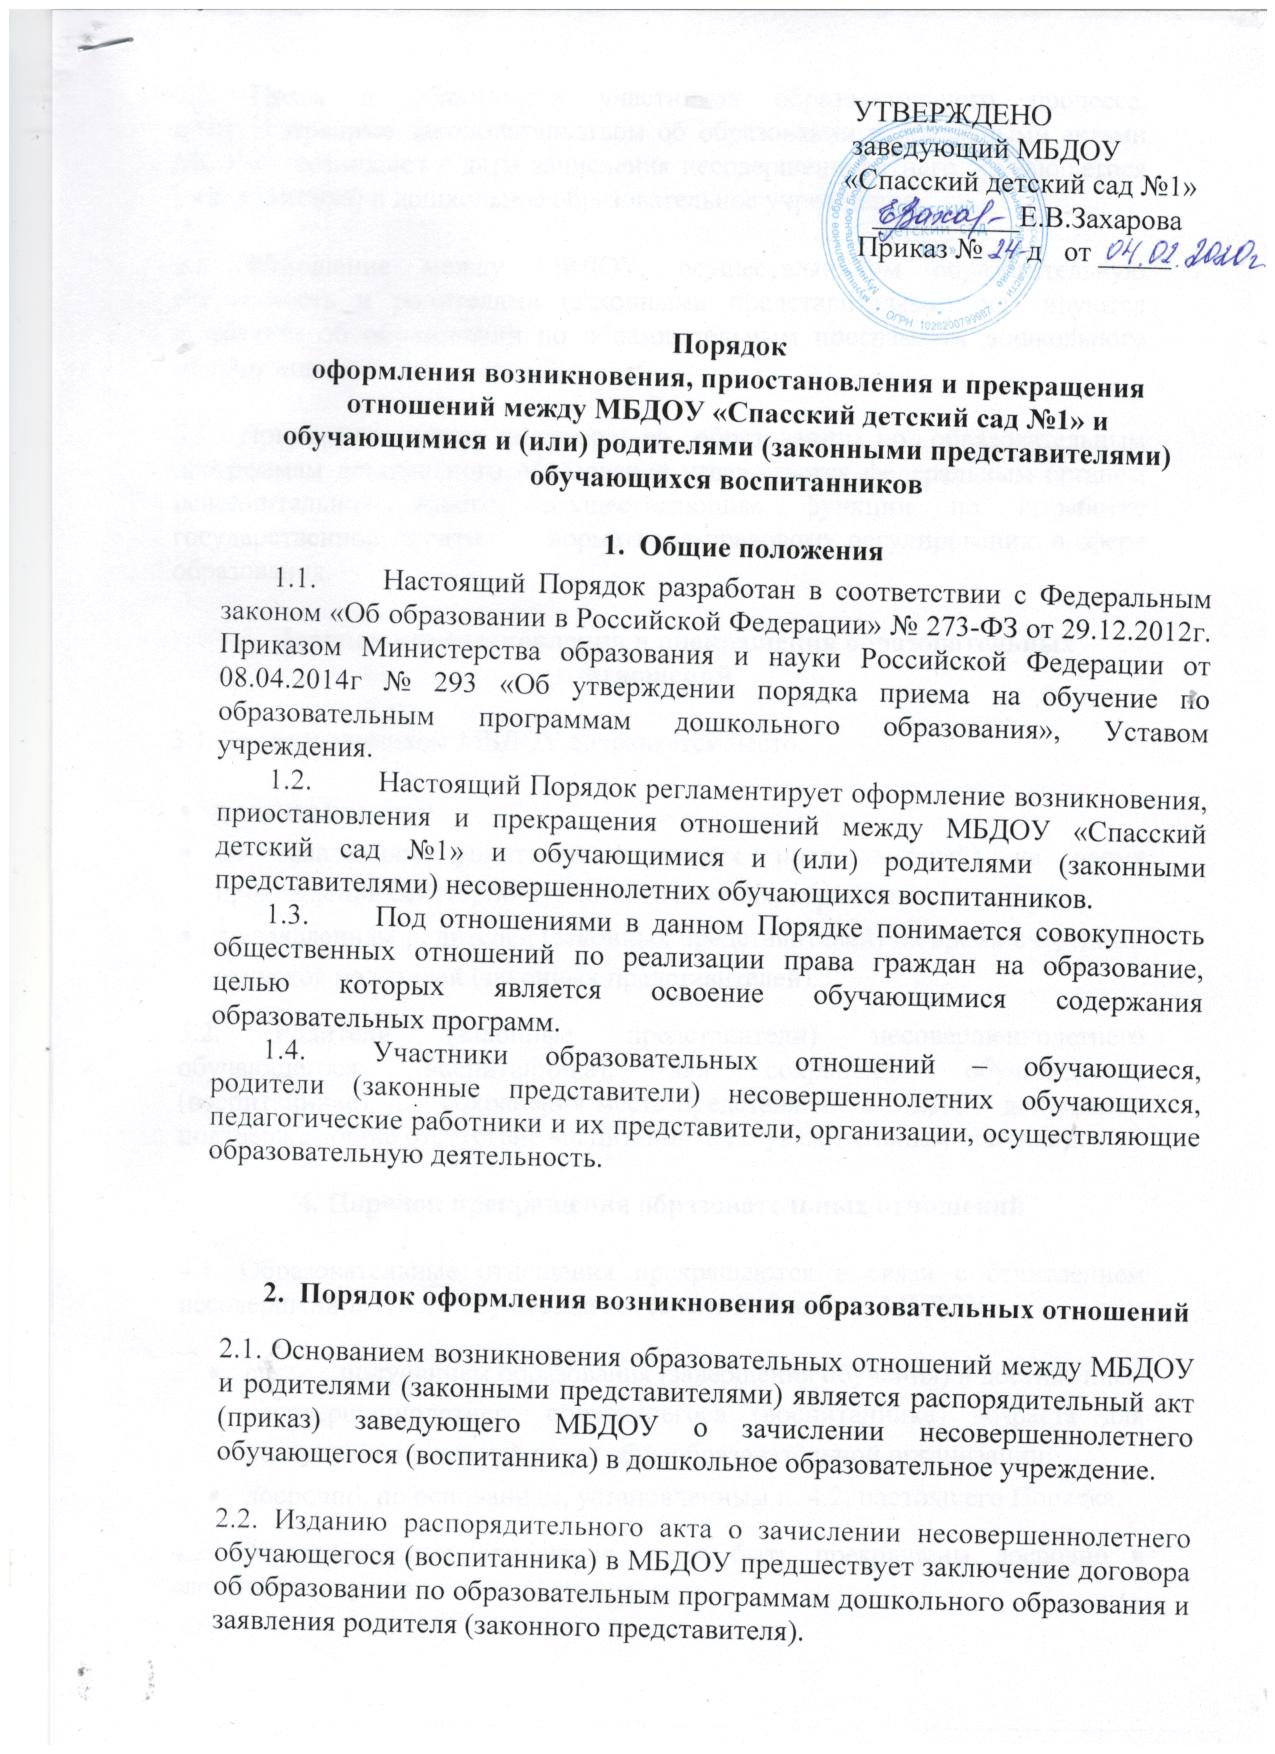 УТВЕРЖДЕНО
заведующий МБДОУ
«Спасский детский сад №1»
Е.В.Захарова
Приказ № 24 д от 04.02.2020г
ОГРН 1026200799987
Порядок
оформления возникновения, приостановления и прекращения
отношений между МБДОУ «Спасский детский сад №1» и
обучающимися и (или) родителями (законными представителями)
обучающихся воспитанников
1. Общие положения
1.1. Настоящий Порядок разработан в соответствии с Федеральным
законом «Об образовании в Российской Федерации» № 273-ФЗ от 29.12.2012г.
Приказом Министерства образования и науки Российской Федерации от
08.04.2014г № 293 «Об утверждении порядка приема на обучение по
образовательным программам дошкольного образования», Уставом
учреждения.
1.2. Настоящий Порядок регламентирует оформление возникновения,
приостановления и прекращения отношений между МБДОУ «Спасский
детский сад №1» и обучающимися и (или) родителями (законными
представителями) несовершеннолетних обучающихся воспитанников.
1.3. Под отношениями в данном Порядке понимается совокупность
общественных отношений по реализации права граждан на образование,
целью которых является освоение обучающимися содержания
образовательных программ.
1.4. Участники образовательных отношений – обучающиеся,
родители (законные представители) несовершеннолетних обучающихся,
педагогические работники и их представители, организации, осуществляющие
образовательную деятельность.
2. Порядок оформления возникновения образовательных отношений
2.1. Основанием возникновения образовательных отношений между МБДОУ
и родителями (законными представителями) является распорядительный акт
(приказ) заведующего МБДОУ о зачислении несовершеннолетнего
обучающегося (воспитанника) в дошкольное образовательное учреждение.
2.2. Изданию распорядительного акта о зачислении несовершеннолетнего
обучающегося (воспитанника) в МБДОУ предшествует заключение договора
об образовании по образовательным программам дошкольного образования и
заявления родителя (законного представителя).